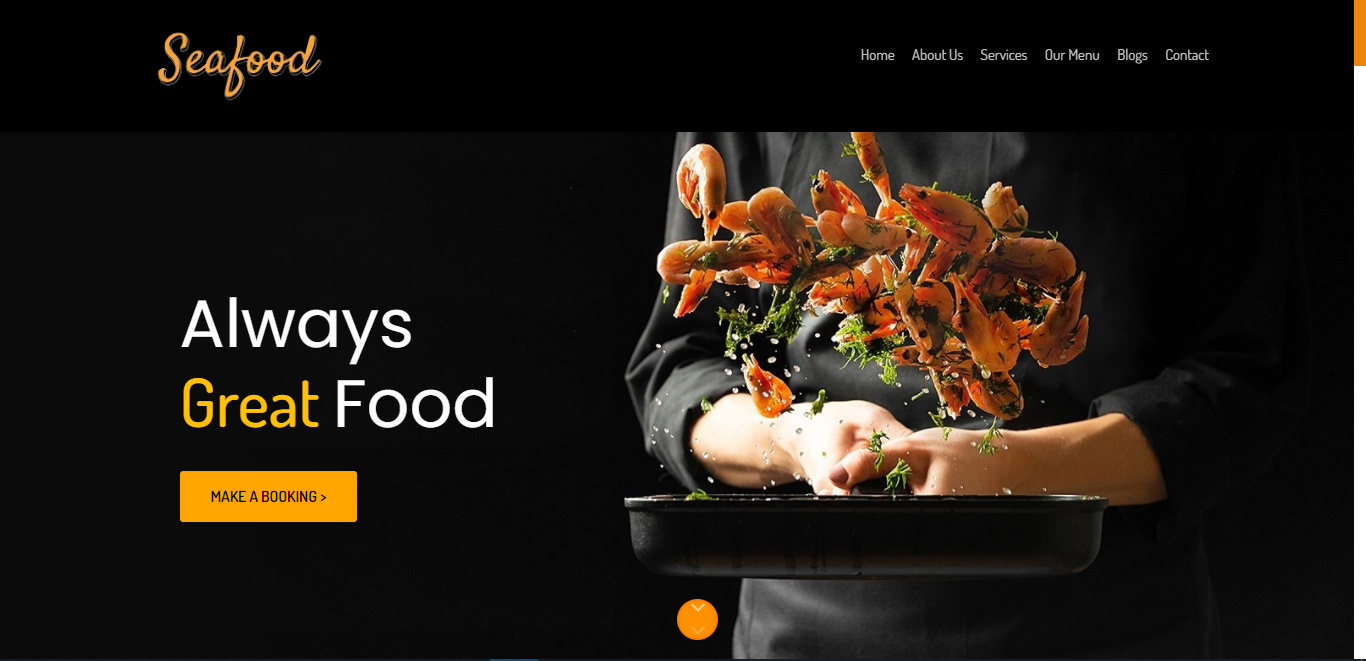 Seafood
Home About Us Services Our Menu Blogs Contact
Always
Great Food
MAKE A BOOKING >